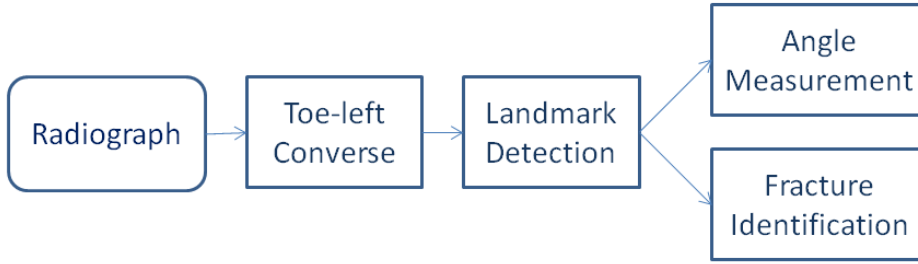 Radiograph
Toe-left
Converse
Landmark
Detection
Angle
Measurement
Fracture
Identification